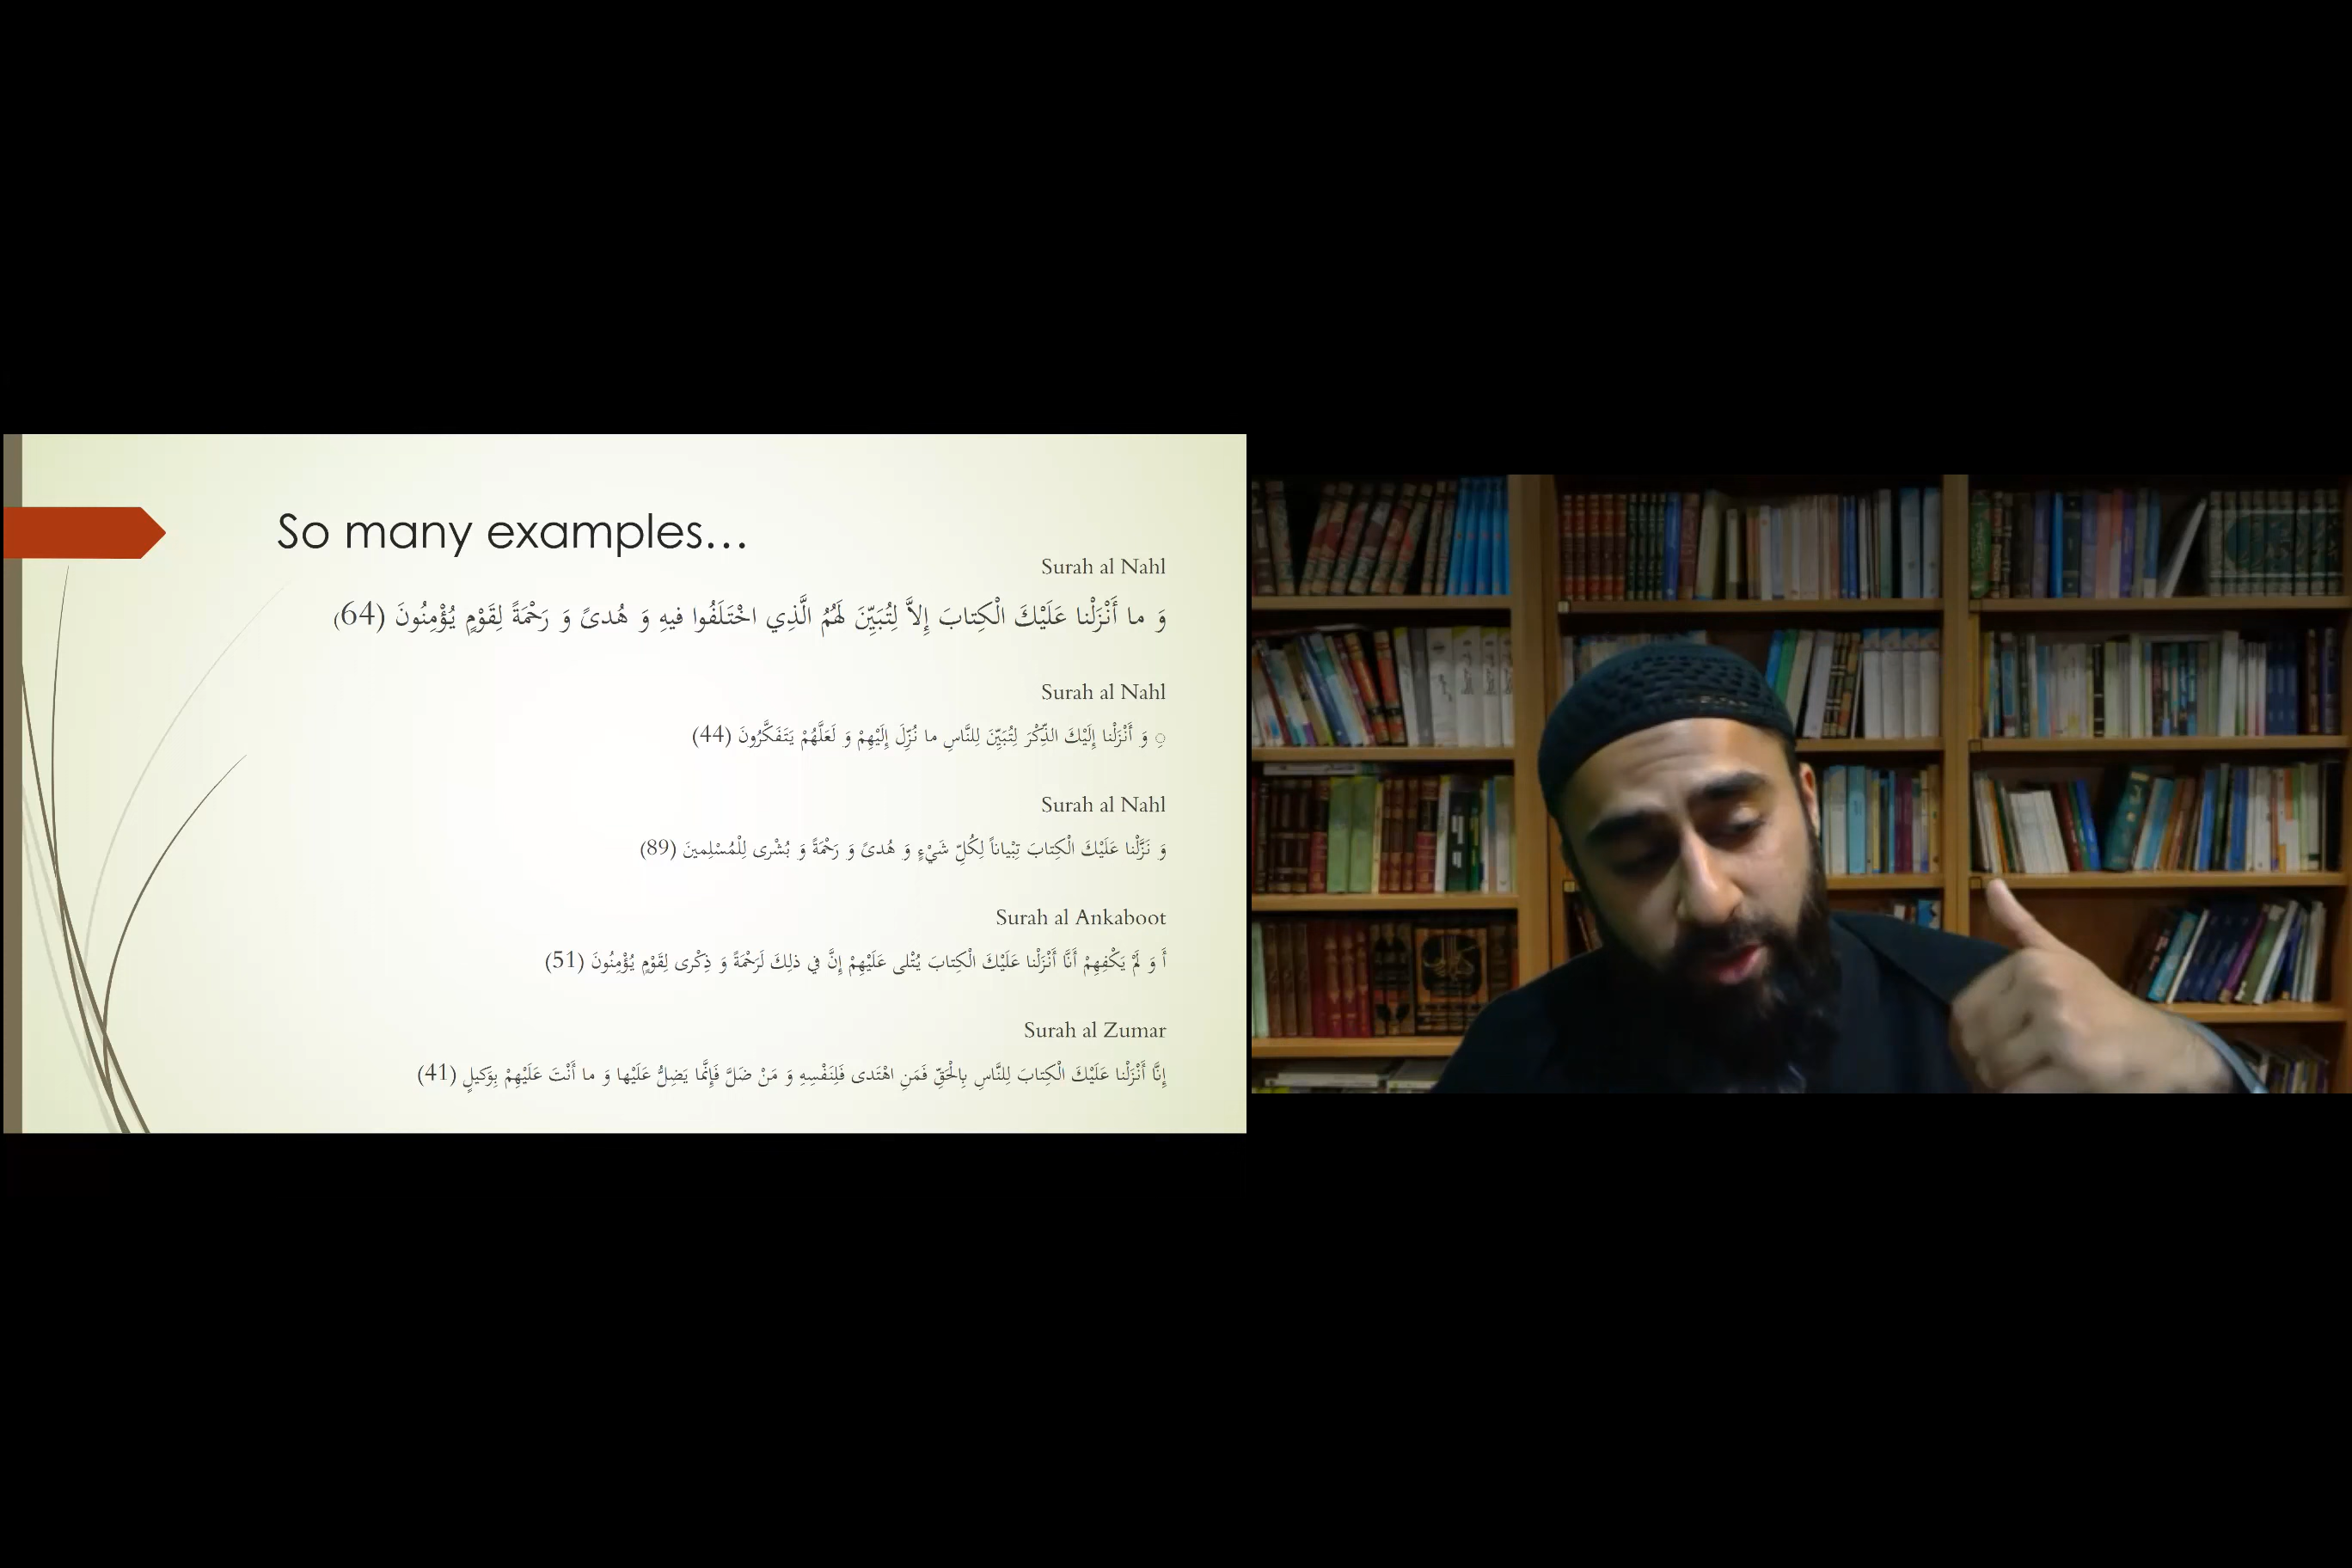 So many examples…
Surah al Nahl
وَ ما أَنْزَلْنا عَلَيْكَ الْكِتابَ إِلاَّ لِتُبَيِّنَ لَهُمُ الَّذِي اخْتَلَفُوا فيهِ وَ هُدىً وَ رَحْمَةً لِقَوْمٍ يُؤْمِنُونَ (64)
Surah al Nahl
ِ وَ أَنْزَلْنا إِلَيْكَ الذِّكْرَ لِتُبَيِّنَ لِلنَّاسِ ما نُزِّلَ إِلَيْهِمْ وَ لَعَلَّهُمْ يَتَفَكَّرُونَ (44)
Surah al Nahl
وَ نَزَّلْنا عَلَيْكَ الْكِتابَ تِبْياناً لِكُلِّ شَيْءٍ وَ هُدىً وَ رَحْمَةً وَ بُشْرى لِلْمُسْلِمينَ (89)
Surah al Ankaboot
أَ وَ لَمْ يَكْفِهِمْ أَنَّا أَنْزَلْنا عَلَيْكَ الْكِتابَ يُتْلى عَلَيْهِمْ إِنَّ في ذلِكَ لَرَحْمَةً وَ ذِكْرى لِقَوْمٍ يُؤْمِنُونَ (51)
Surah al Zumar
إِنَّا أَنْزَلْنا عَلَيْكَ الْكِتابَ لِلنَّاسِ بِالْحَقِّ فَمَنِ اهْتَدى فَلِنَفْسِهِ وَ مَنْ ضَلَّ فَإِنَّما يَضِلُّ عَلَيْها وَ ما أَنْتَ عَلَيْهِمْ بِوَكيلٍ (41)